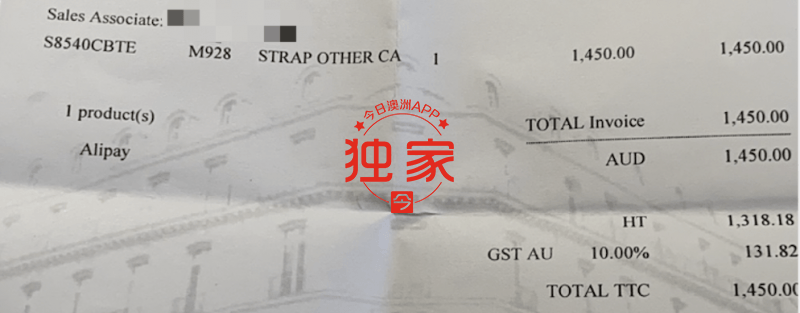 Sales Associate:
S8540CBTE M928 STRAP OTHER CA 1 1,450.00 1,450.00
1 product(s)
Alipay
今日澳洲APP
独家
今
TOTAL Invoice 1,450.00
AUD 1,450.00
HT 1,318.18
GST AU 10.00% 131.82
TOTAL TTC 1,450.00